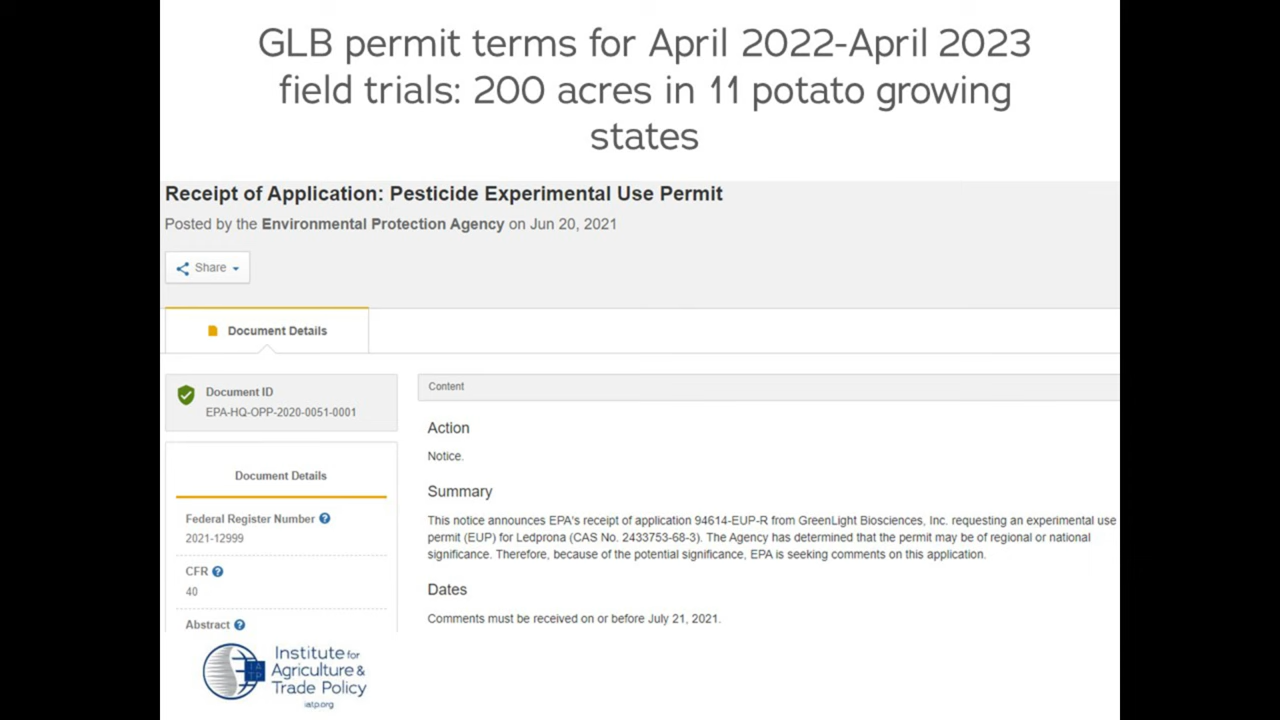 GLB permit terms for April 2022-April 2023
field trials: 200 acres in 11 potato growing
states
Receipt of Application: Pesticide Experimental Use Permit
Posted by the Environmental Protection Agency on Jun 20, 2021
Share
Document Details
Document ID
EPA-HQ-OPP-2020-0051-0001
Document Details
Federal Register Number
2021-12999
CFR
40
Abstract
Content
Action
Notice.
Summary
This notice announces EPA's receipt of application 94614-EUP-R from GreenLight Biosciences, Inc. requesting an experimental use
permit (EUP) for Ledprona (CAS No. 2433753-68-3). The Agency has determined that the permit may be of regional or national
significance. Therefore, because of the potential significance, EPA is seeking comments on this application.
Dates
Comments must be received on or before July 21, 2021.
IA
TP
Institute for
Agriculture &
Trade Policy
iatp.org